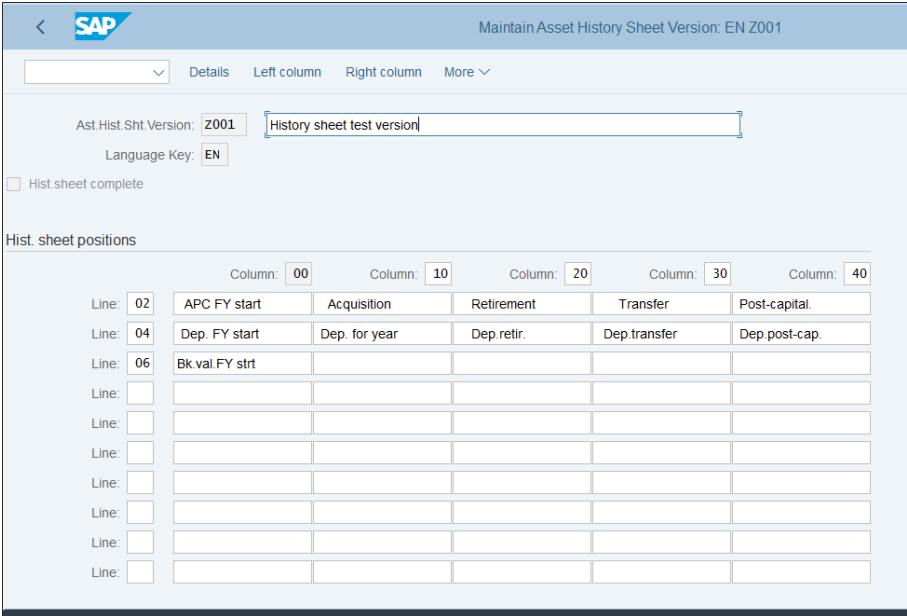 SAP Maintain Asset History Sheet Version: EN Z001
Details Left column Right column More
Ast.Hist.Sht.Version: Z001 History sheet test version
Language Key: EN
Hist.sheet complete
Hist. sheet positions
Column: 00 Column: 10 Column: 20 Column: 30 Column: 40
Line: 02 APC FY start Acquisition Retirement Transfer Post-capital.
Line: 04 Dep. FY start Dep. for year Dep.retir. Dep.transfer Dep.post-cap.
Line: 06 Bk.val.FY strt
Line:
Line:
Line:
Line:
Line:
Line:
Line: